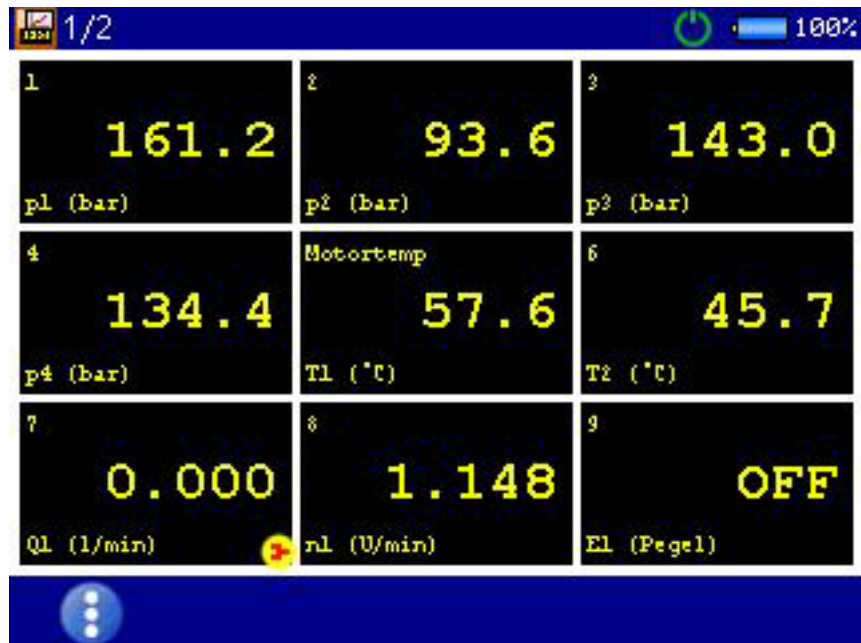 1/2
100%
1
161.2
p1 (bar)
2
93.6
p2 (bar)
3
143.0
p3 (bar)
4
134.4
p4 (bar)
Motortemp
57.6
T1 (°C)
6
45.7
T2 (°C)
7
0.000
Q1 (l/min)
8
1.148
n1 (U/min)
9
OFF
E1 (Pegel)